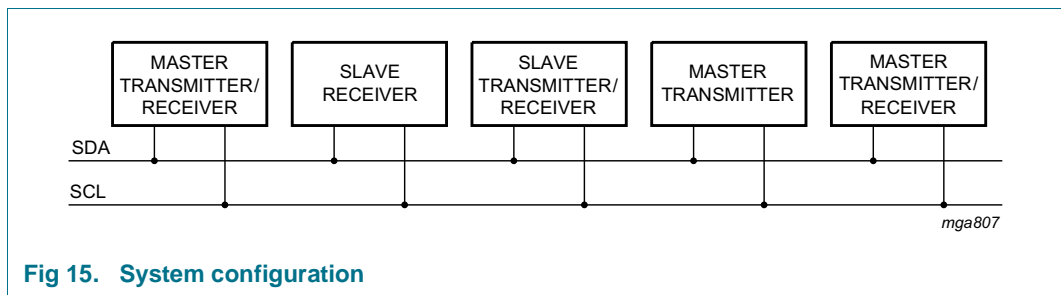 MASTER
TRANSMITTER/
RECEIVER
SLAVE
RECEIVER
SLAVE
TRANSMITTER/
RECEIVER
MASTER
TRANSMITTER
MASTER
TRANSMITTER/
RECEIVER
SDA
SCL
mga807
Fig 15. System configuration